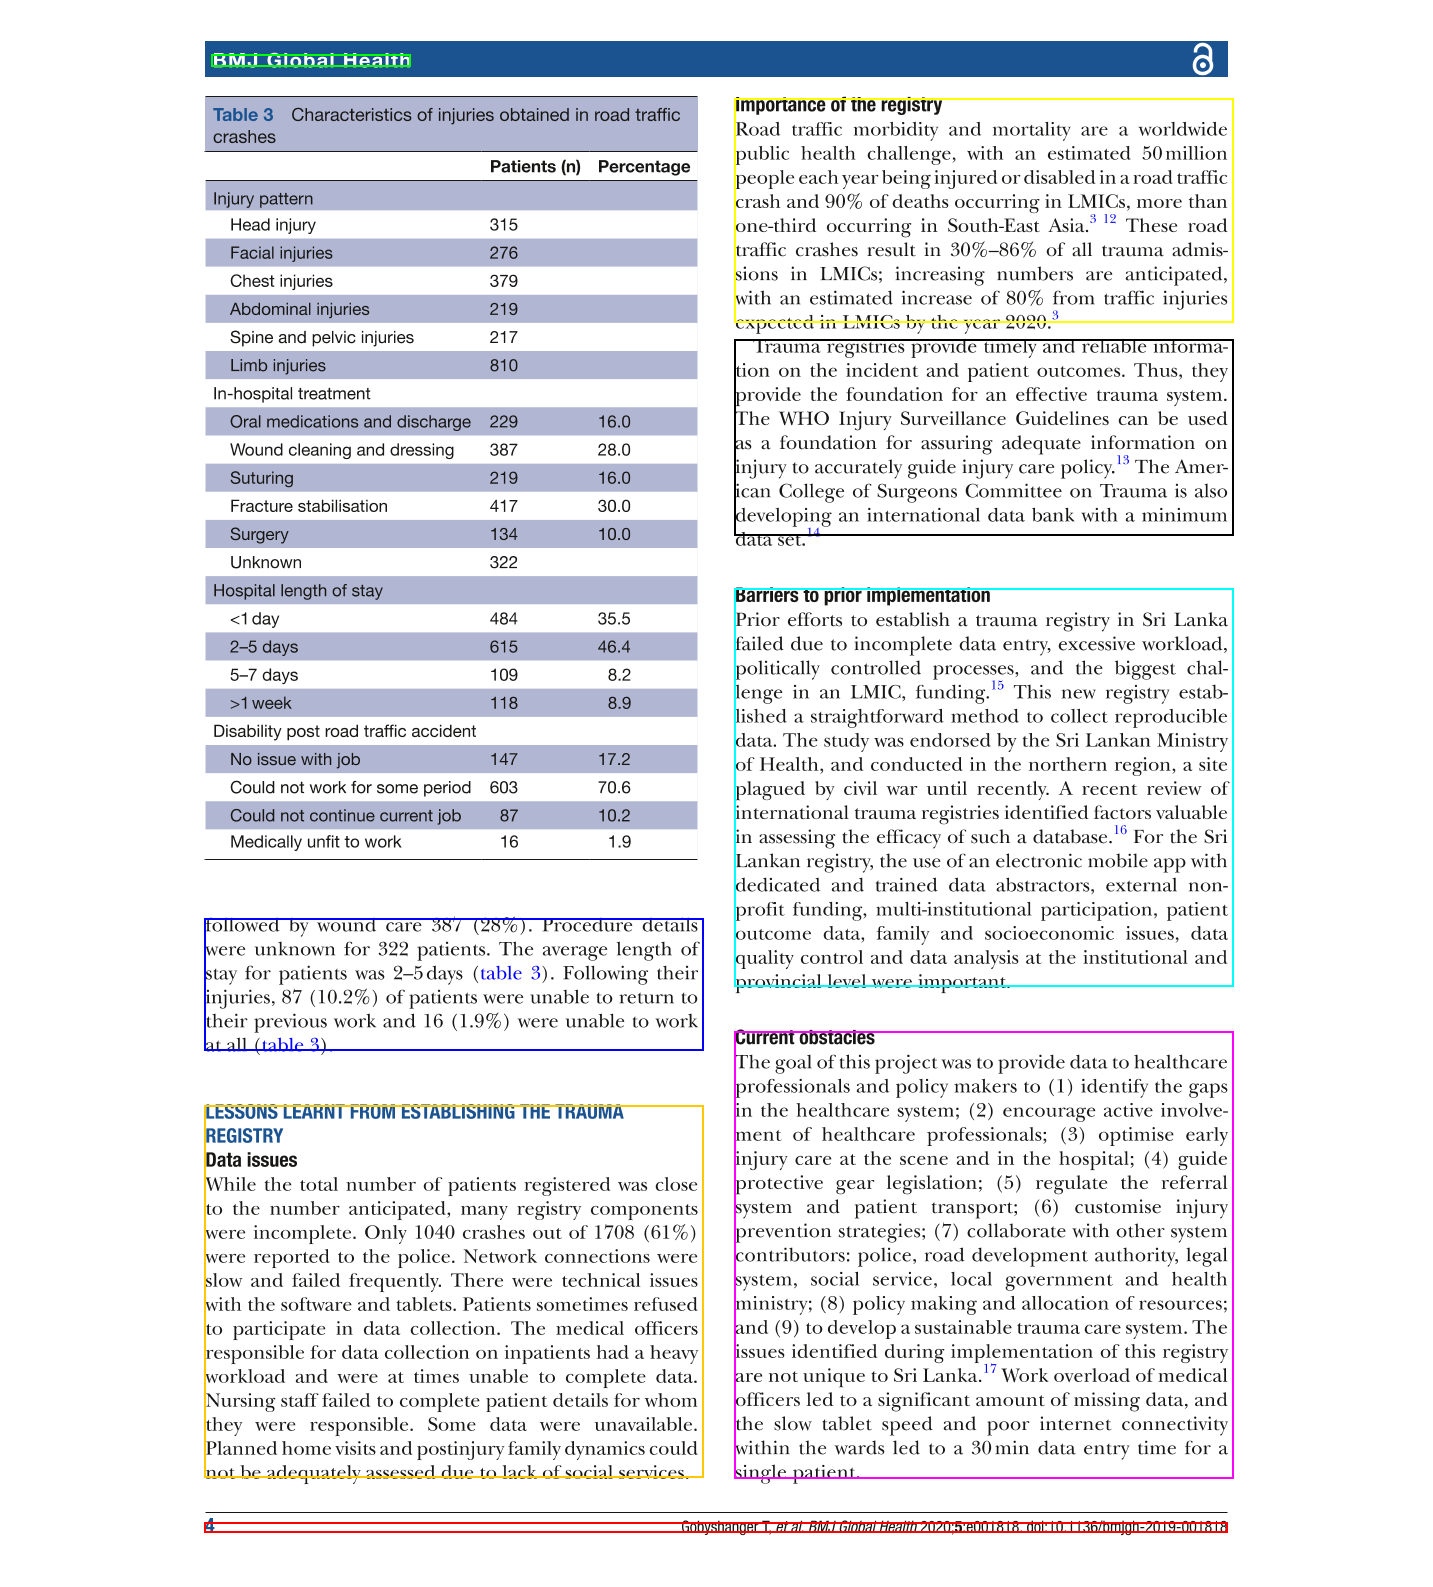 BMJ Global Health
Table 3 Characteristics of injuries obtained in road traffic
crashes
Patients (n) Percentage
Injury pattern
Head injury 315
Facial injuries 276
Chest injuries 379
Abdominal injuries 219
Spine and pelvic injuries 217
Limb injuries 810
In-hospital treatment
Oral medications and discharge 229 16.0
Wound cleaning and dressing 387 28.0
Suturing 219 16.0
Fracture stabilisation 417 30.0
Surgery 134 10.0
Unknown 322
Hospital length of stay
<1 day 484 35.5
2–5 days 615 46.4
5–7 days 109 8.2
>1 week 118 8.9
Disability post road traffic accident
No issue with job 147 17.2
Could not work for some period 603 70.6
Could not continue current job 87 10.2
Medically unfit to work 16 1.9
followed by wound care 387 (28%). Procedure details
were unknown for 322 patients. The average length of
stay for patients was 2–5 days (table 3). Following their
injuries, 87 (10.2%) of patients were unable to return to
their previous work and 16 (1.9%) were unable to work
at all (table 3).
LESSONS LEARNT FROM ESTABLISHING THE TRAUMA
REGISTRY
Data issues
While the total number of patients registered was close
to the number anticipated, many registry components
were incomplete. Only 1040 crashes out of 1708 (61%)
were reported to the police. Network connections were
slow and failed frequently. There were technical issues
with the software and tablets. Patients sometimes refused
to participate in data collection. The medical officers
responsible for data collection on inpatients had a heavy
workload and were at times unable to complete data.
Nursing staff failed to complete patient details for whom
they were responsible. Some data were unavailable.
Planned home visits and postinjury family dynamics could
not be adequately assessed due to lack of social services.
Importance of the registry
Road traffic morbidity and mortality are a worldwide
public health challenge, with an estimated 50 million
people each year being injured or disabled in a road traffic
crash and 90% of deaths occurring in LMICs, more than
one-third occurring in South-East Asia.3 12 These road
traffic crashes result in 30%–86% of all trauma admis-
sions in LMICs; increasing numbers are anticipated,
with an estimated increase of 80% from traffic injuries
expected in LMICs by the year 2020.3
Trauma registries provide timely and reliable informa-
tion on the incident and patient outcomes. Thus, they
provide the foundation for an effective trauma system.
The WHO Injury Surveillance Guidelines can be used
as a foundation for assuring adequate information on
injury to accurately guide injury care policy.13 The Amer-
ican College of Surgeons Committee on Trauma is also
developing an international data bank with a minimum
data set.14
Barriers to prior implementation
Prior efforts to establish a trauma registry in Sri Lanka
failed due to incomplete data entry, excessive workload,
politically controlled processes, and the biggest chal-
lenge in an LMIC, funding.15 This new registry estab-
lished a straightforward method to collect reproducible
data. The study was endorsed by the Sri Lankan Ministry
of Health, and conducted in the northern region, a site
plagued by civil war until recently. A recent review of
international trauma registries identified factors valuable
in assessing the efficacy of such a database.16 For the Sri
Lankan registry, the use of an electronic mobile app with
dedicated and trained data abstractors, external non-
profit funding, multi-institutional participation, patient
outcome data, family and socioeconomic issues, data
quality control and data analysis at the institutional and
provincial level were important.
Current obstacles
The goal of this project was to provide data to healthcare
professionals and policy makers to (1) identify the gaps
in the healthcare system; (2) encourage active involve-
ment of healthcare professionals; (3) optimise early
injury care at the scene and in the hospital; (4) guide
protective gear legislation; (5) regulate the referral
system and patient transport; (6) customise injury
prevention strategies; (7) collaborate with other system
contributors: police, road development authority, legal
system, social service, local government and health
ministry; (8) policy making and allocation of resources;
and (9) to develop a sustainable trauma care system. The
issues identified during implementation of this registry
are not unique to Sri Lanka.17 Work overload of medical
officers led to a significant amount of missing data, and
the slow tablet speed and poor internet connectivity
within the wards led to a 30 min data entry time for a
single patient.
4 Gobyshanger T, et al. BMJ Global Health 2020;5:e001818. doi:10.1136/bmjgh-2019-001818